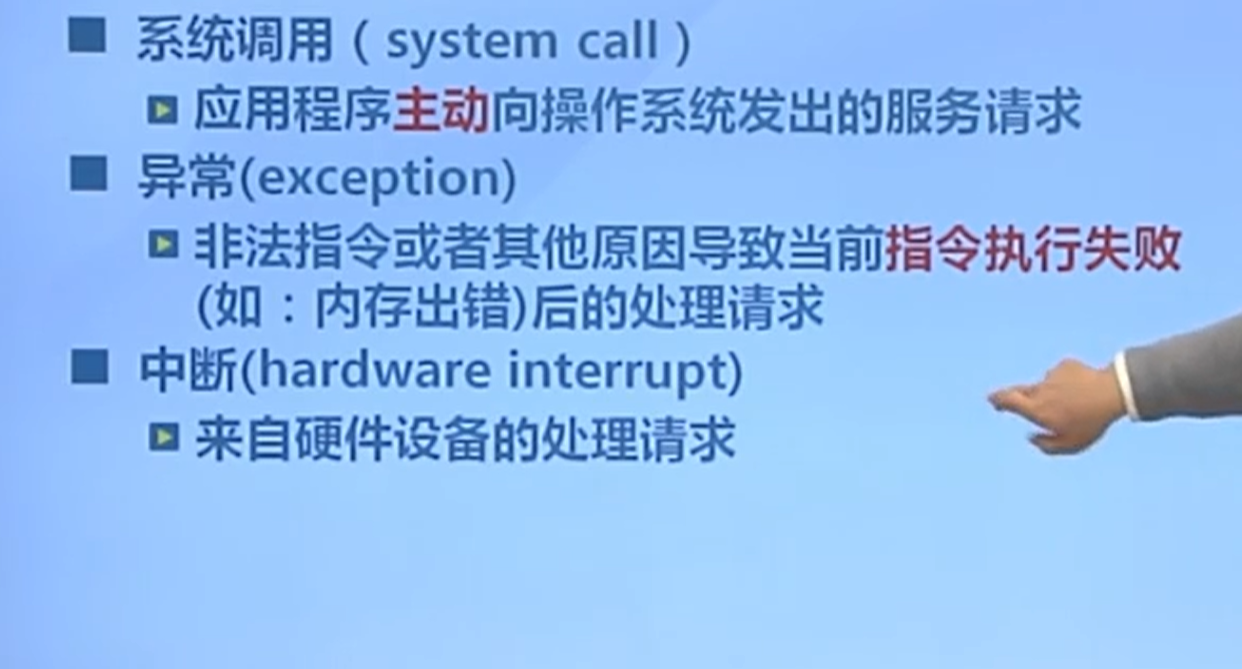 系统调用（system call）
应用程序主动向操作系统发出的服务请求
异常(exception)
非法指令或者其他原因导致当前指令执行失败
(如：内存出错)后的处理请求
中断(hardware interrupt)
来自硬件设备的处理请求